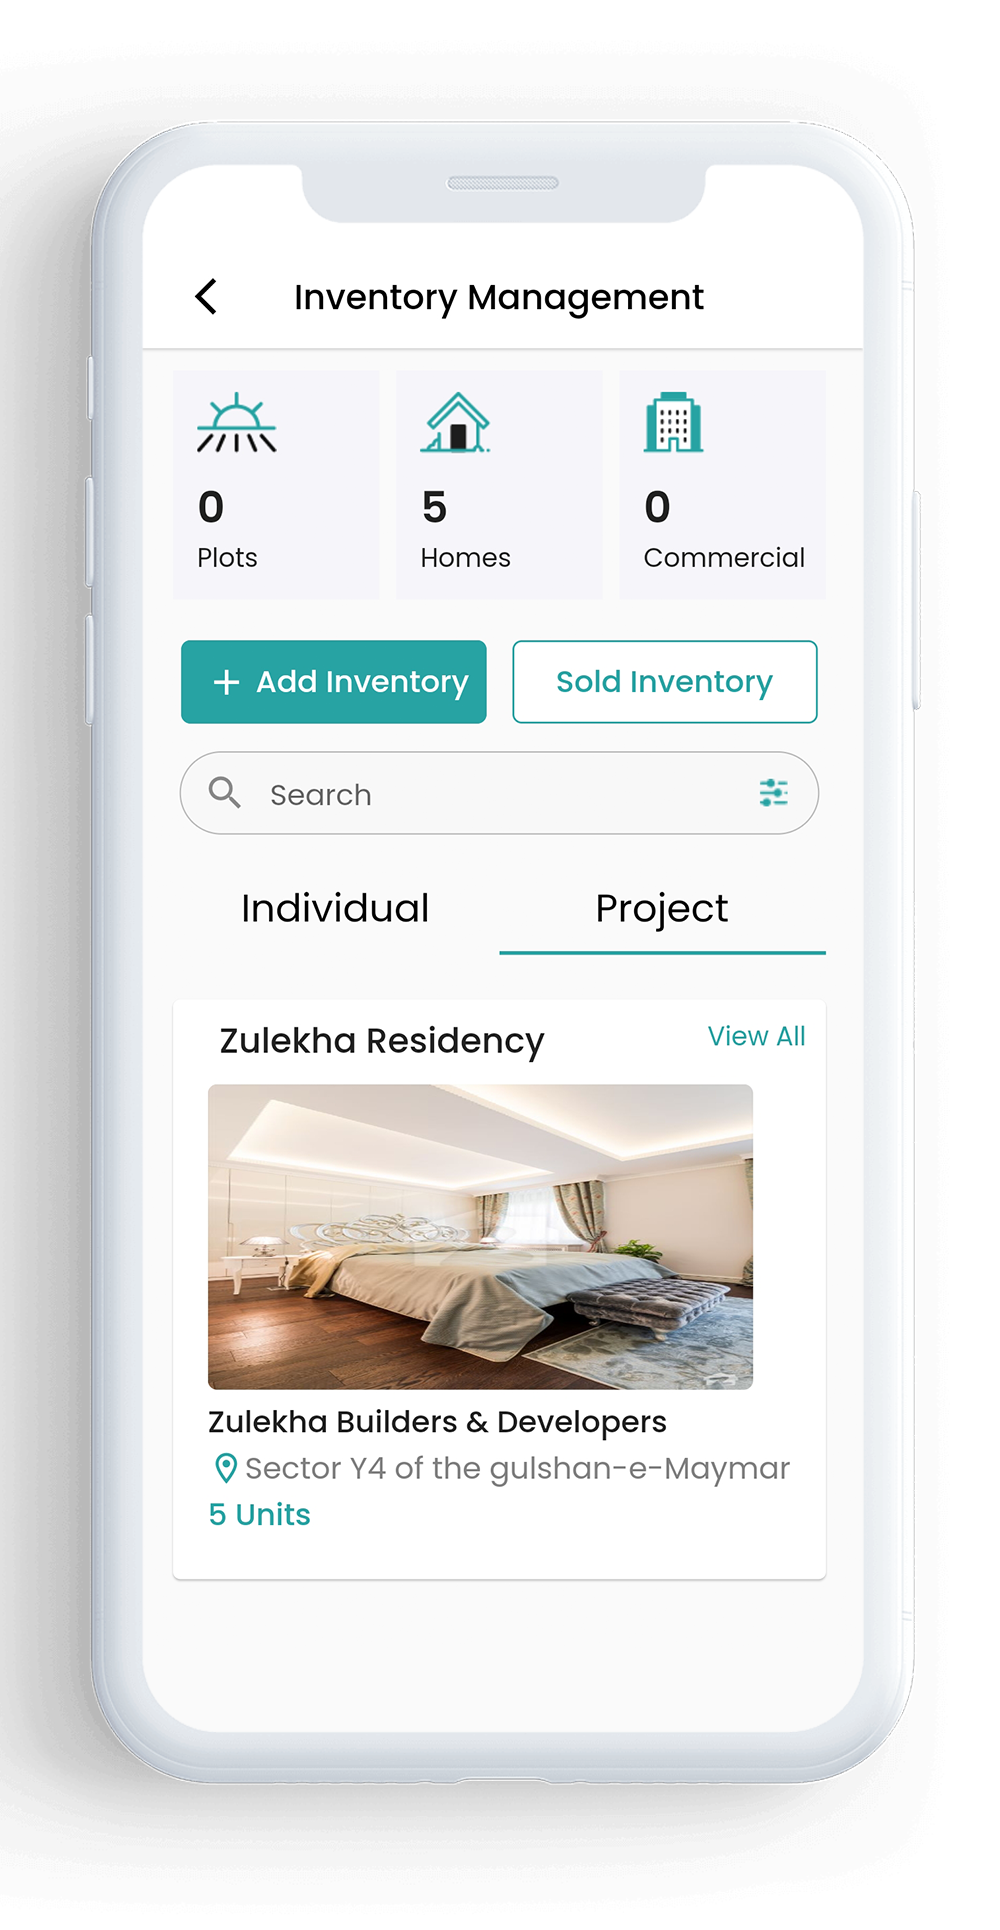 Inventory Management
0
Plots
5
Homes
0
Commercial
+ Add Inventory
Sold Inventory
Search
Individual
Project
Zulekha Residency
View All
Zulekha Builders & Developers
Sector Y4 of the gulshan-e-Maymar
5 Units